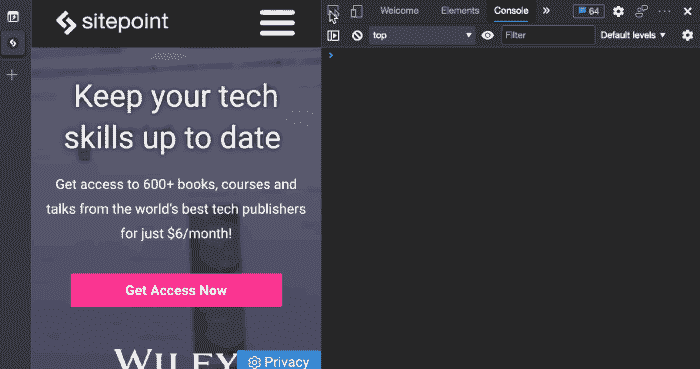 sitepoint
Welcome Elements Console » 64
top Filter Default levels
Keep your tech
skills up to date
Get access to 600+ books, courses and
talks from the world's best tech publishers
for just $6/month!
Get Access Now
WILEY
Privacy